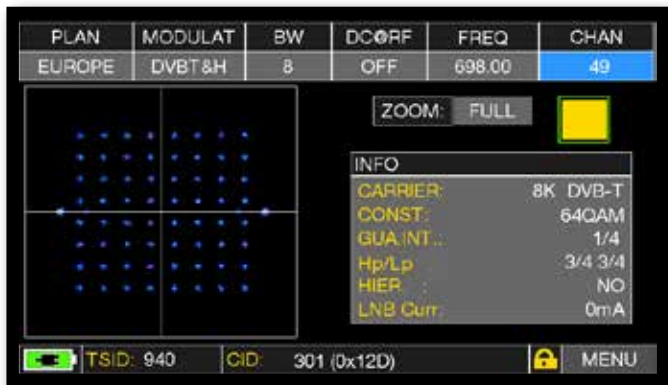 PLAN MODULAT BW DC@RF FREQ CHAN
EUROPE DVBT&H 8 OFF 698.00 49
ZOOM: FULL
INFO
CARRIER: 8K DVB-T
CONST: 64QAM
GUA.INT.: 1/4
Hp/Lp 3/4 3/4
HIER : NO
LNB Curr: 0mA
TSID: 940 CID: 301 (0x12D) MENU